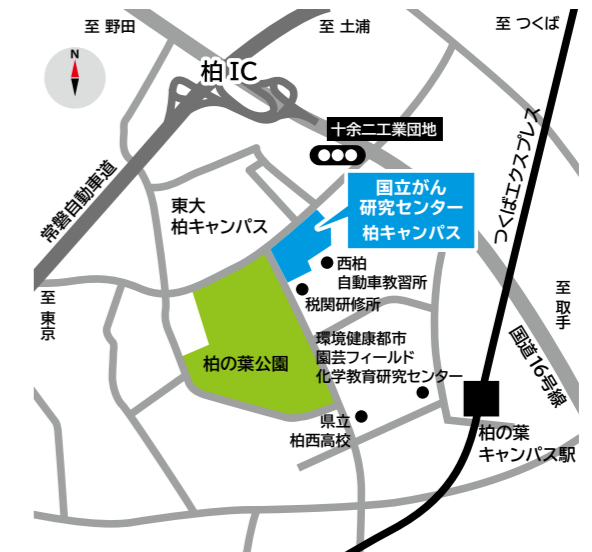 至 野田
至 土浦
至 つくば
N
柏 IC
十余二工業団地
つくばエクスプレス
常磐自動車道
東大
柏キャンパス
国立がん
研究センター
柏キャンパス
西柏
自動車教習所
税関研修所
至 東京
至 取手
国道16号線
環境健康都市
園芸フィールド
化学教育研究センター
柏の葉公園
県立
柏西高校
柏の葉
キャンパス駅